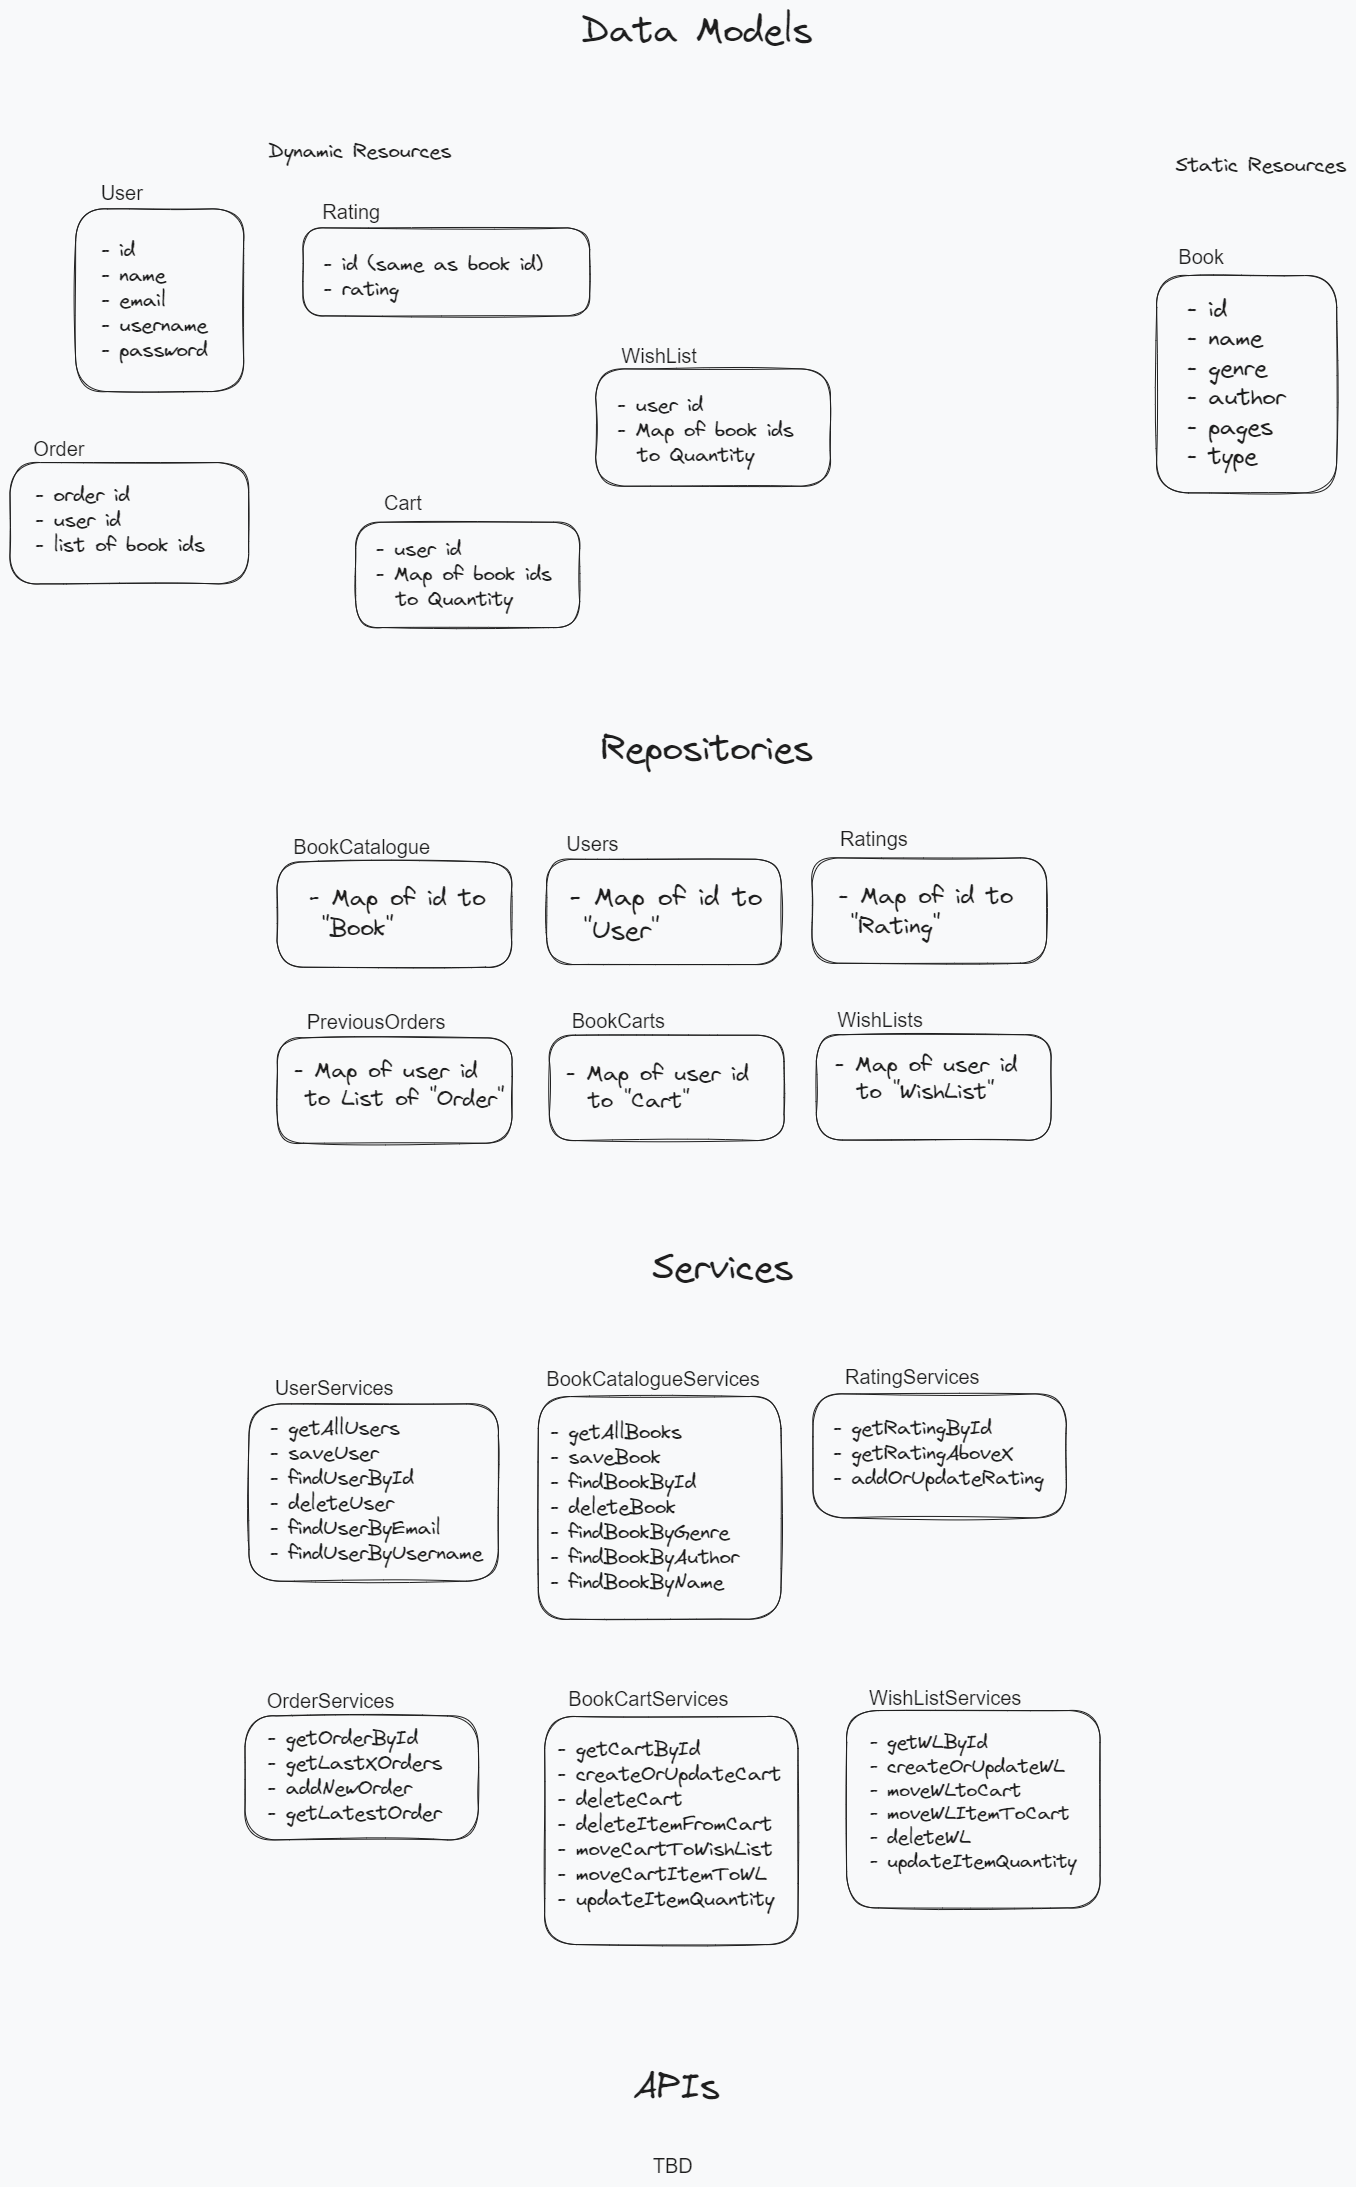 Data Models
Dynamic Resources
Static Resources
User
- id
- name
- email
- username
- password
Rating
- id (same as book id)
- rating
Book
- id
- name
- genre
- author
- pages
- type
WishList
- user id
- Map of book ids
to Quantity
Order
- order id
- user id
- list of book ids
Cart
- user id
- Map of book ids
to Quantity
Repositories
BookCatalogue
- Map of id to
"Book"
Users
- Map of id to
"User"
Ratings
- Map of id to
"Rating"
PreviousOrders
- Map of user id
to List of "Order"
BookCarts
- Map of user id
to "Cart"
WishLists
- Map of user id
to "WishList"
Services
UserServices
- getAllUsers
- saveUser
- findUserById
- deleteUser
- findUserByEmail
- findUserByUsername
BookCatalogueServices
- getAllBooks
- saveBook
- findBookById
- deleteBook
- findBookByGenre
- findBookByAuthor
- findBookByName
RatingServices
- getRatingById
- getRatingAboveX
- addOrUpdateRating
OrderServices
- getOrderById
- getLastXOrders
- addNewOrder
- getLatestOrder
BookCartServices
- getCartById
- createOrUpdateCart
- deleteCart
- deleteItemFromCart
- moveCartToWishList
- moveCartItemToWL
- updateItemQuantity
WishListServices
- getWLById
- createOrUpdateWL
- moveWLtoCart
- moveWLItemToCart
- deleteWL
- updateItemQuantity
APIs
TBD